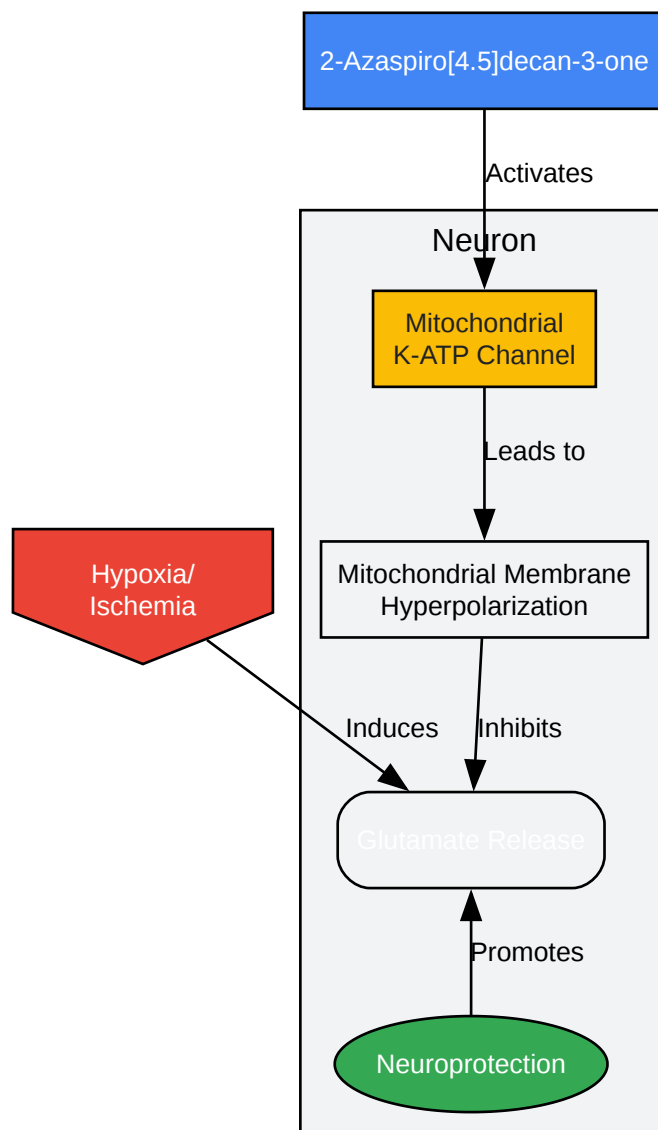 2-Azaspiro[4.5]decan-3-one
Activates
Neuron
Mitochondrial
K-ATP Channel
Leads to
Hypoxia/
Ischemia
Mitochondrial Membrane
Hyperpolarization
Induces
Inhibits
Glutamate Release
Promotes
Neuroprotection